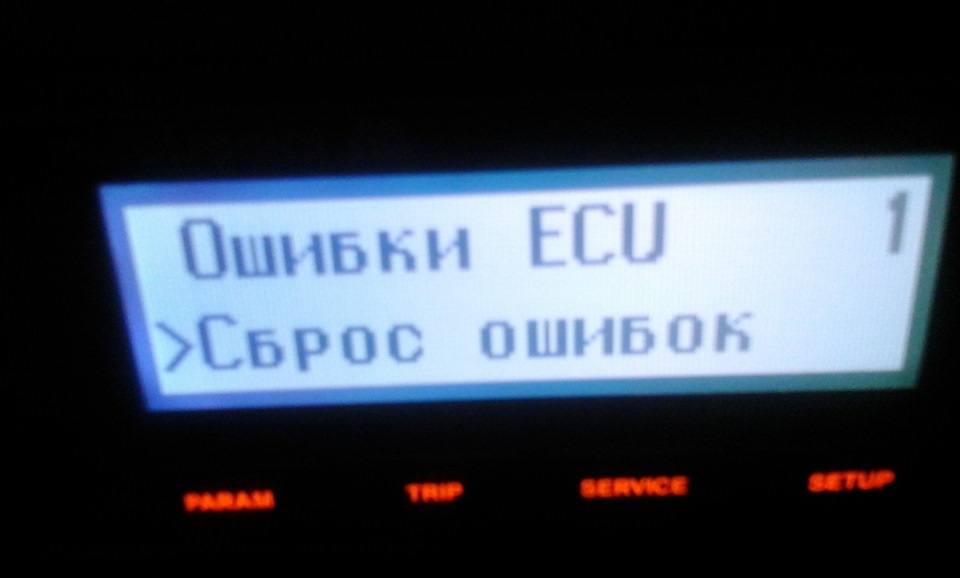 Ошибки ECU 1
>Сброс ошибок
PARAM TRIP SERVICE SETUP